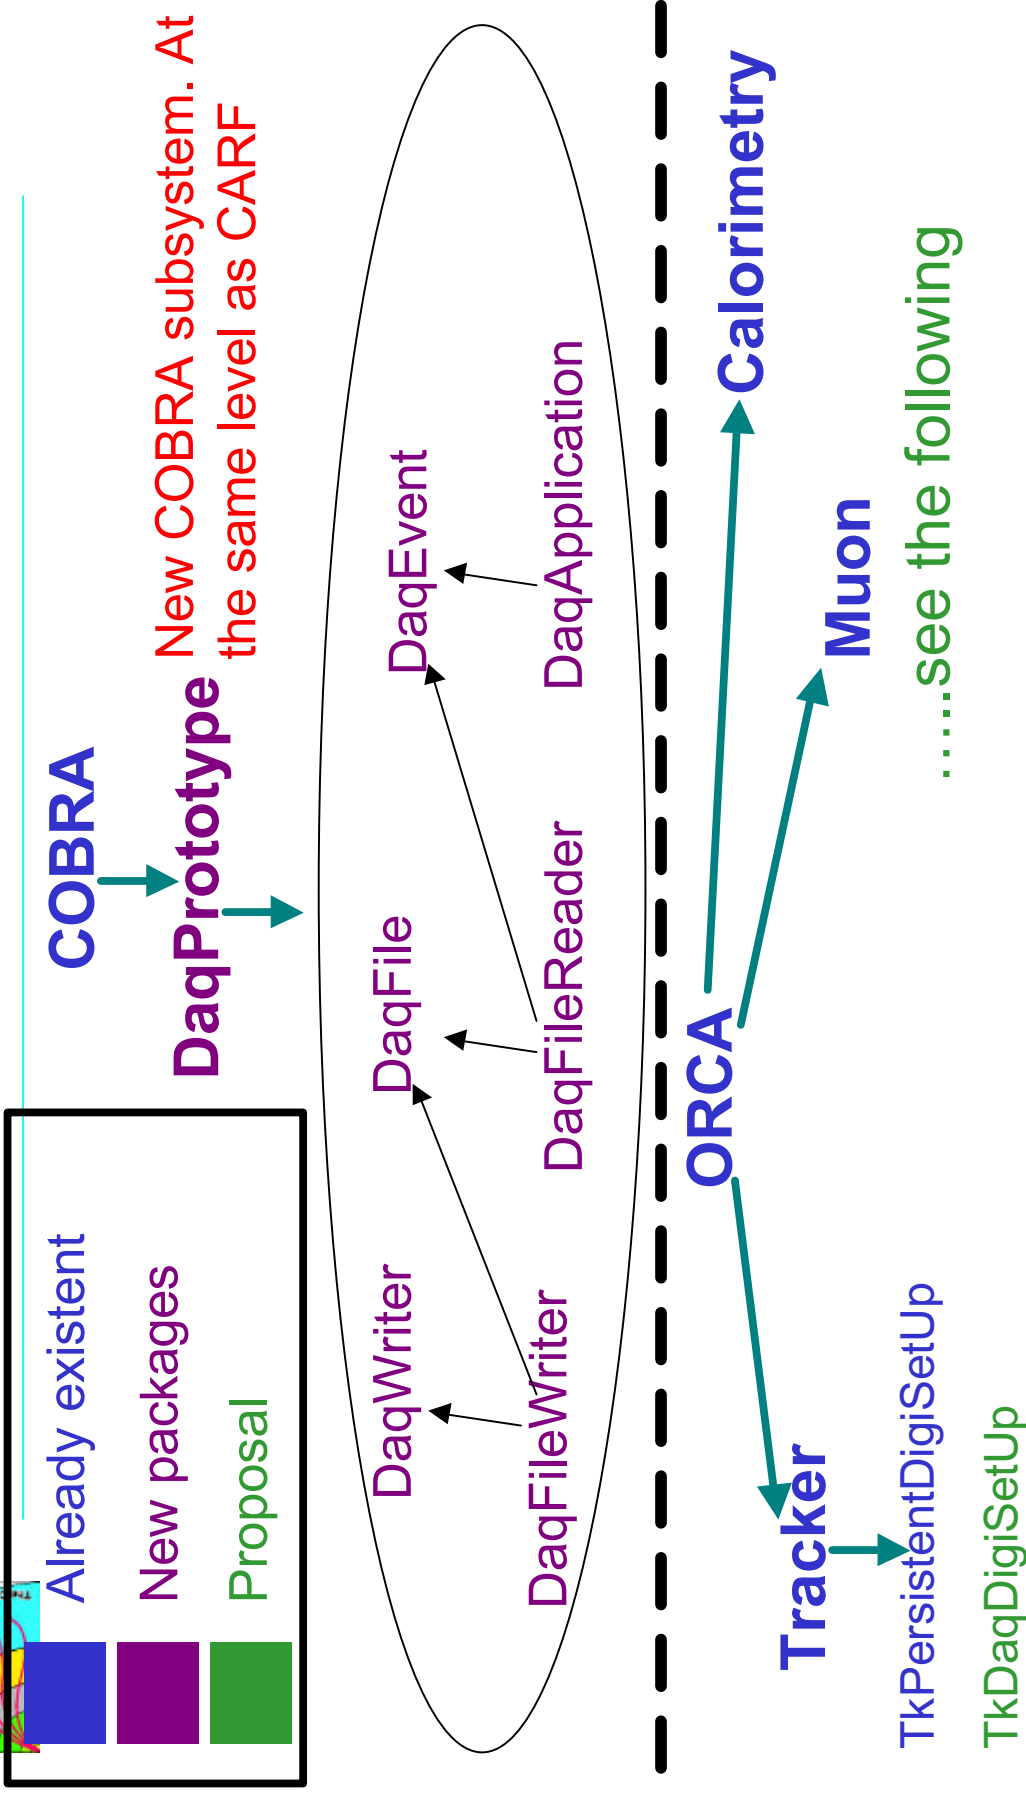 Already existent
New packages
Proposal
COBRA
DaqPrototype
New COBRA subsystem. At
the same level as CARF
DaqWriter
DaqFile
DaqEvent
DaqFileWriter
DaqFileReader
DaqApplication
ORCA
Calorimetry
Tracker
Muon
TkPersistentDigiSetUp
…..see the following
TkDaqDigiSetUp